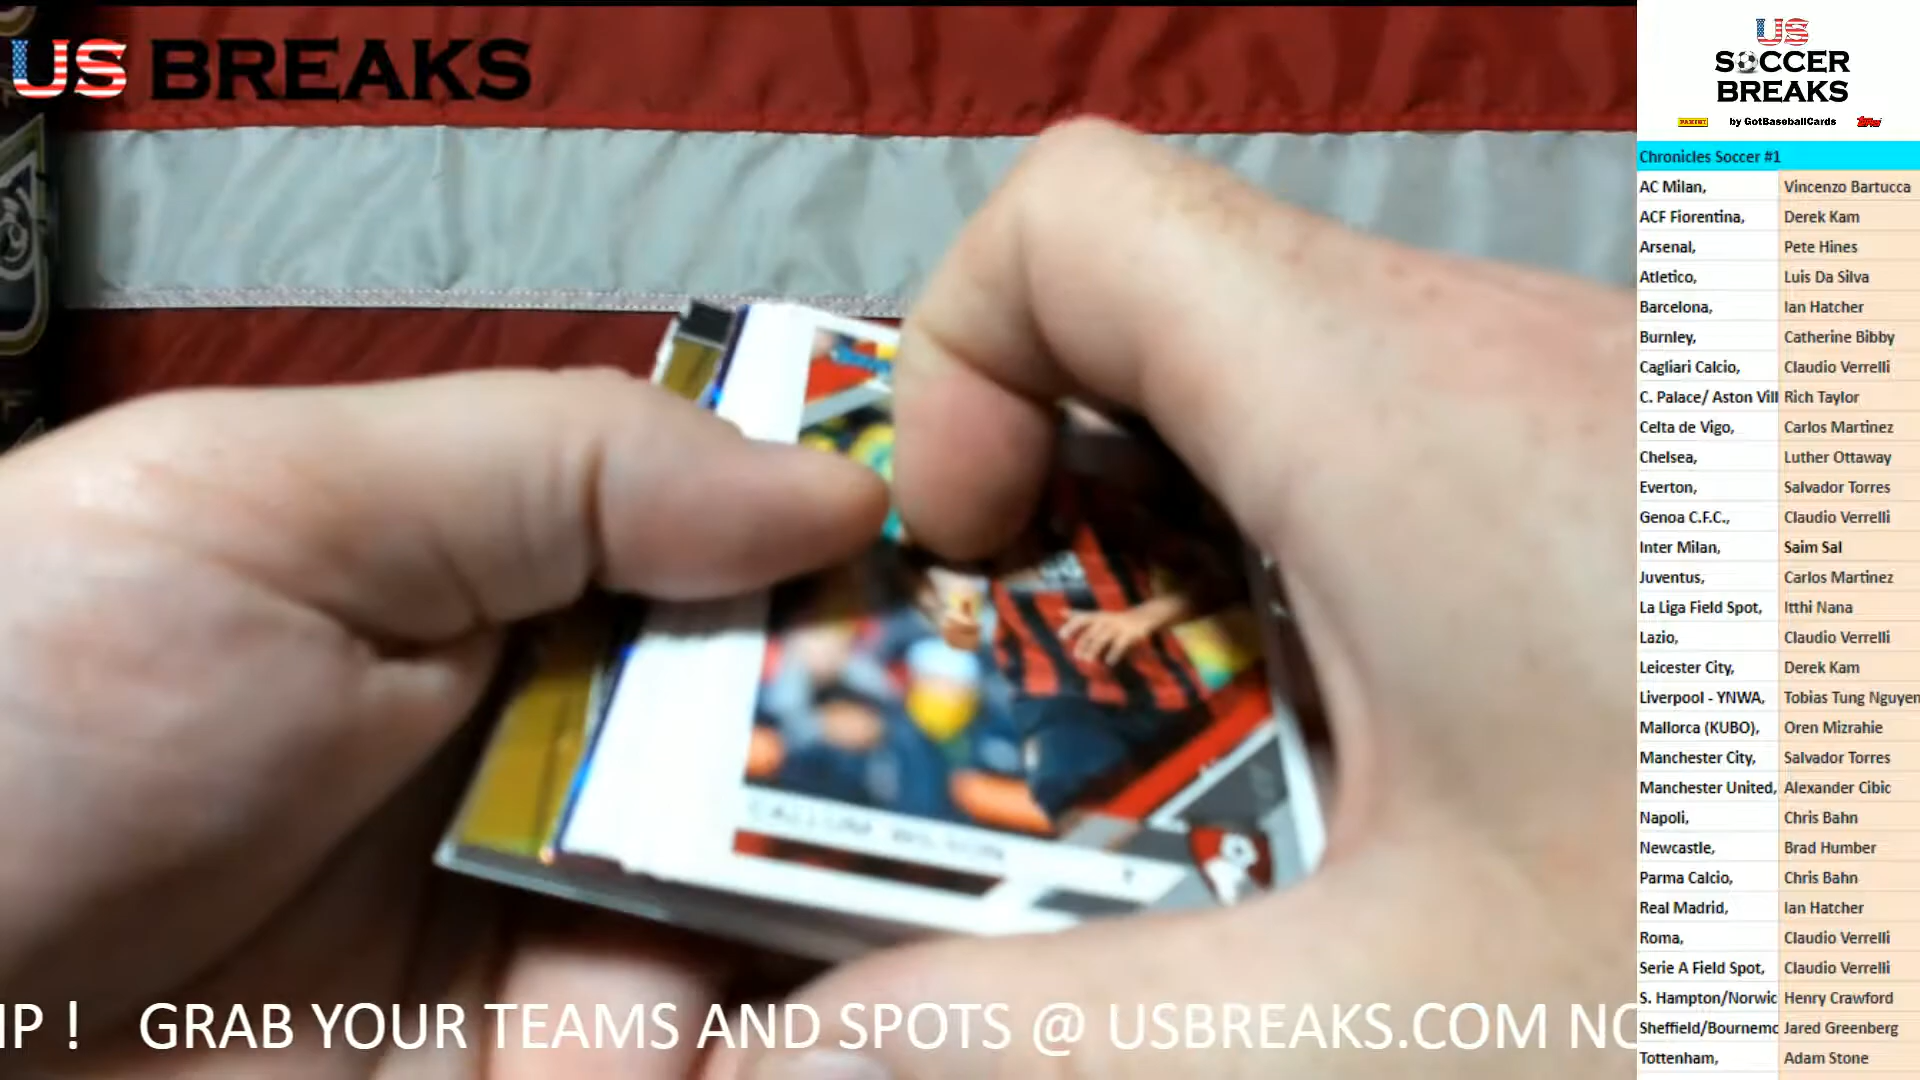 US BREAKS
US
SOCCER
BREAKS
PANINI by GotBaseballCards Topps
Chronicles Soccer #1
AC Milan, Vincenzo Bartucca
ACF Fiorentina, Derek Kam
Arsenal, Pete Hines
Atletico, Luis Da Silva
Barcelona, Ian Hatcher
Burnley, Catherine Bibby
Cagliari Calcio, Claudio Verrelli
C. Palace/ Aston Vill Rich Taylor
Celta de Vigo, Carlos Martinez
Chelsea, Luther Ottaway
Everton, Salvador Torres
Genoa C.F.C., Claudio Verrelli
Inter Milan, Saim Sal
Juventus, Carlos Martinez
La Liga Field Spot, Itthi Nana
Lazio, Claudio Verrelli
Leicester City, Derek Kam
Liverpool - YNWA, Tobias Tung Nguyen
Mallorca (KUBO), Oren Mizrahie
Manchester City, Salvador Torres
Manchester United, Alexander Cibic
Napoli, Chris Bahn
Newcastle, Brad Humber
Parma Calcio, Chris Bahn
Real Madrid, Ian Hatcher
Roma, Claudio Verrelli
Serie A Field Spot, Claudio Verrelli
S. Hampton/Norwic Henry Crawford
Sheffield/Bournemo Jared Greenberg
Tottenham, Adam Stone
CALLUM WILSON
IP ! GRAB YOUR TEAMS AND SPOTS @ USBREAKS.COM NO